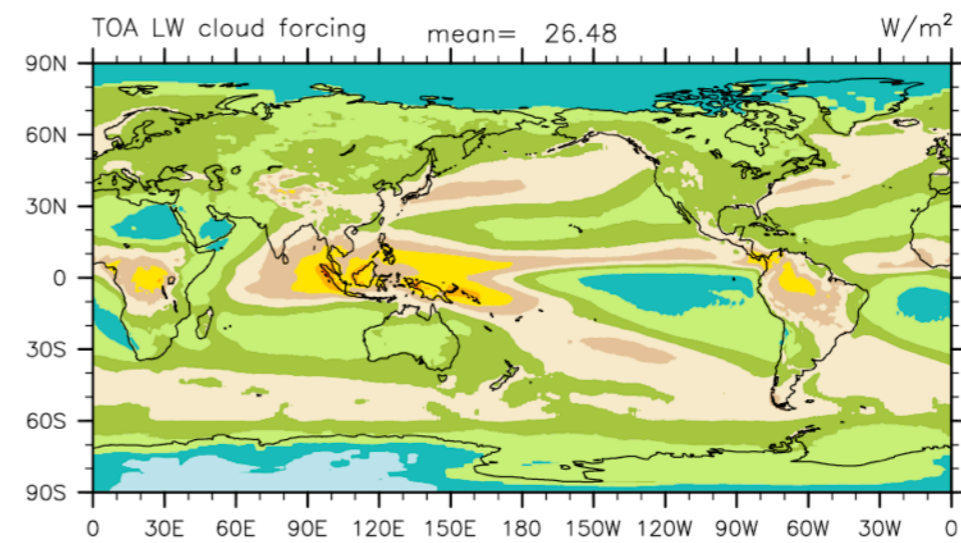 TOA LW cloud forcing mean= 26.48 W/m²
90N
60N
30N
0
30S
60S
90S
0 30E 60E 90E 120E 150E 180 150W 120W 90W 60W 30W 0